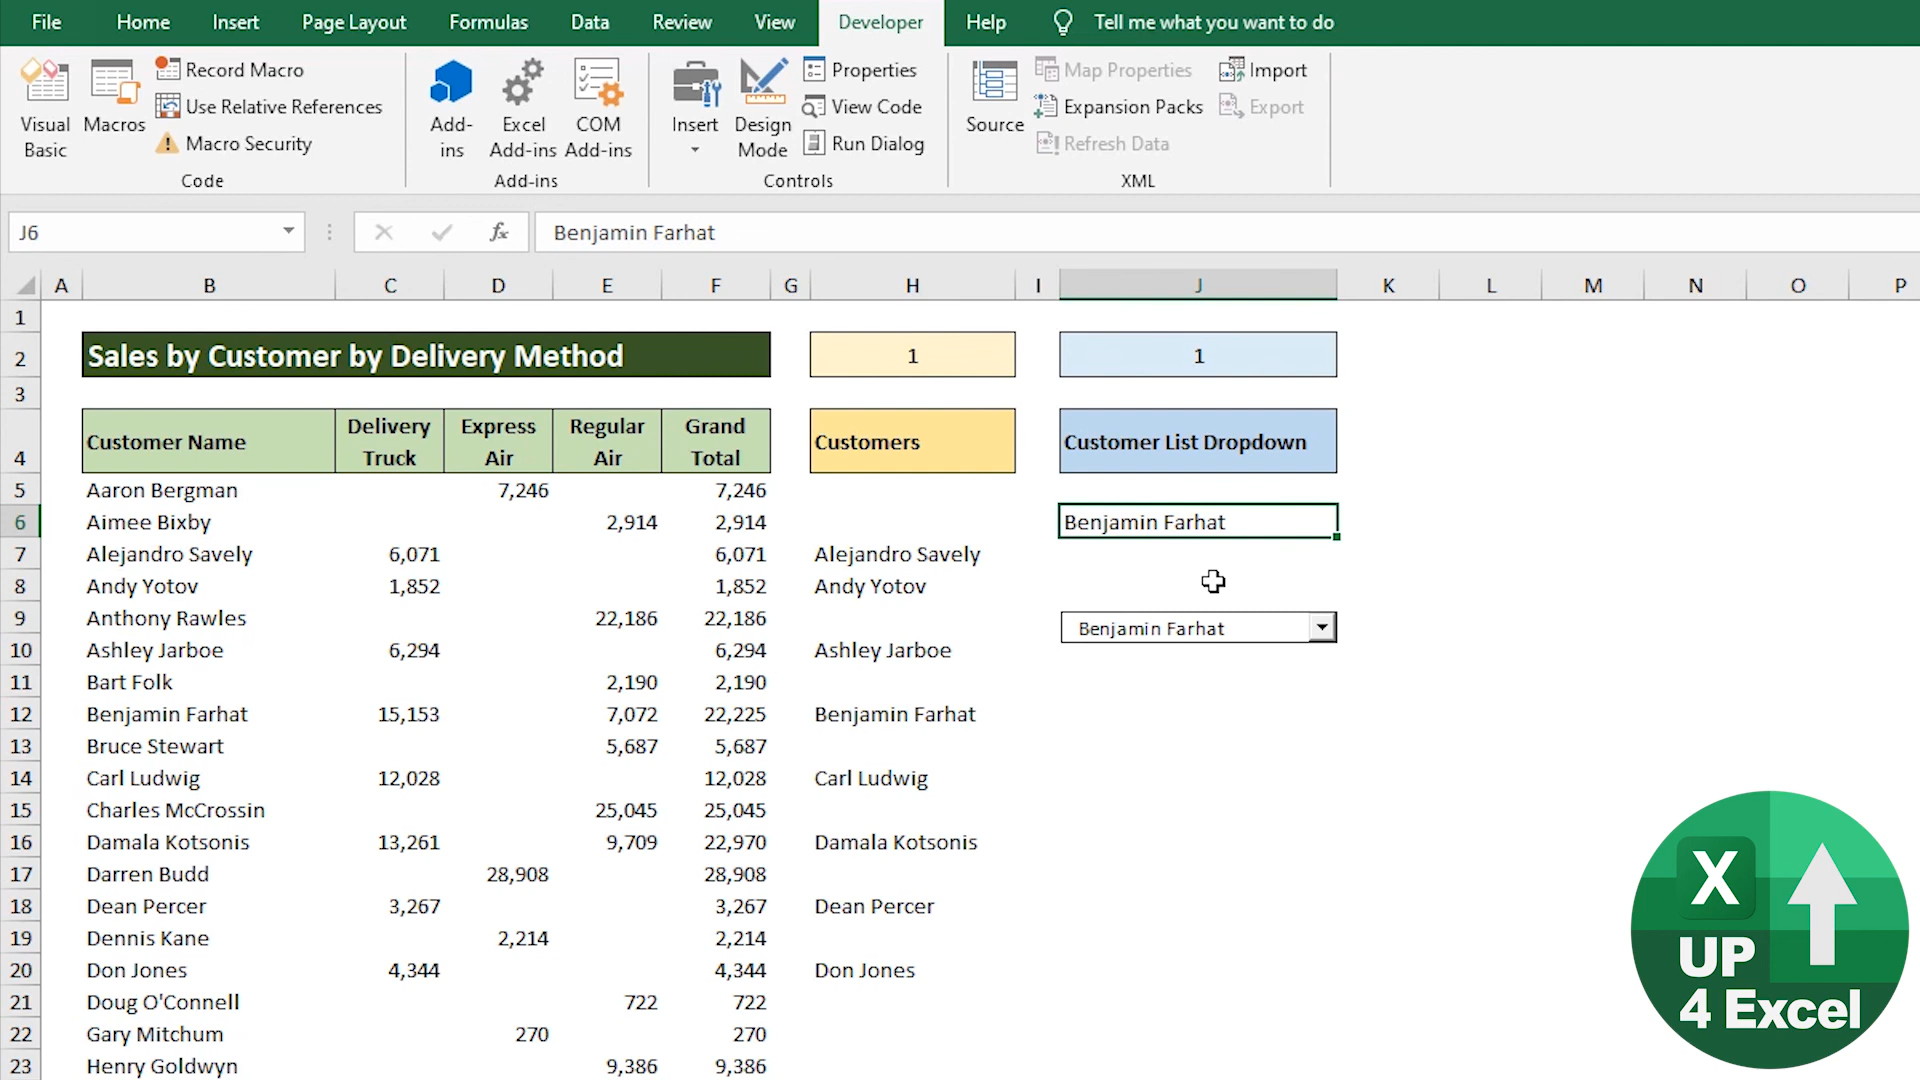 File Home Insert Page Layout Formulas Data Review View Developer Help Tell me what you want to do
Visual Basic
Macros
Record Macro
Use Relative References
Macro Security
Code
Add-ins
Excel Add-ins
COM Add-ins
Add-ins
Insert
Design Mode
Properties
View Code
Run Dialog
Controls
Source
Map Properties
Expansion Packs
Refresh Data
Import
Export
XML
J6 fx Benjamin Farhat
A B C D E F G H I J K L M N O P
1
2 Sales by Customer by Delivery Method 1 1
3
4 Customer Name Delivery Truck Express Air Regular Air Grand Total Customers Customer List Dropdown
5 Aaron Bergman 7,246 7,246
6 Aimee Bixby 2,914 2,914 Benjamin Farhat
7 Alejandro Savely 6,071 6,071 Alejandro Savely
8 Andy Yotov 1,852 1,852 Andy Yotov
9 Anthony Rawles 22,186 22,186 Benjamin Farhat
10 Ashley Jarboe 6,294 6,294 Ashley Jarboe
11 Bart Folk 2,190 2,190
12 Benjamin Farhat 15,153 7,072 22,225 Benjamin Farhat
13 Bruce Stewart 5,687 5,687
14 Carl Ludwig 12,028 12,028 Carl Ludwig
15 Charles McCrossin 25,045 25,045
16 Damala Kotsonis 13,261 9,709 22,970 Damala Kotsonis
17 Darren Budd 28,908 28,908
18 Dean Percer 3,267 3,267 Dean Percer
19 Dennis Kane 2,214 2,214
20 Don Jones 4,344 4,344 Don Jones
21 Doug O'Connell 722 722
22 Gary Mitchum 270 270
23 Henry Goldwyn 9,386 9,386
X
UP
4 Excel